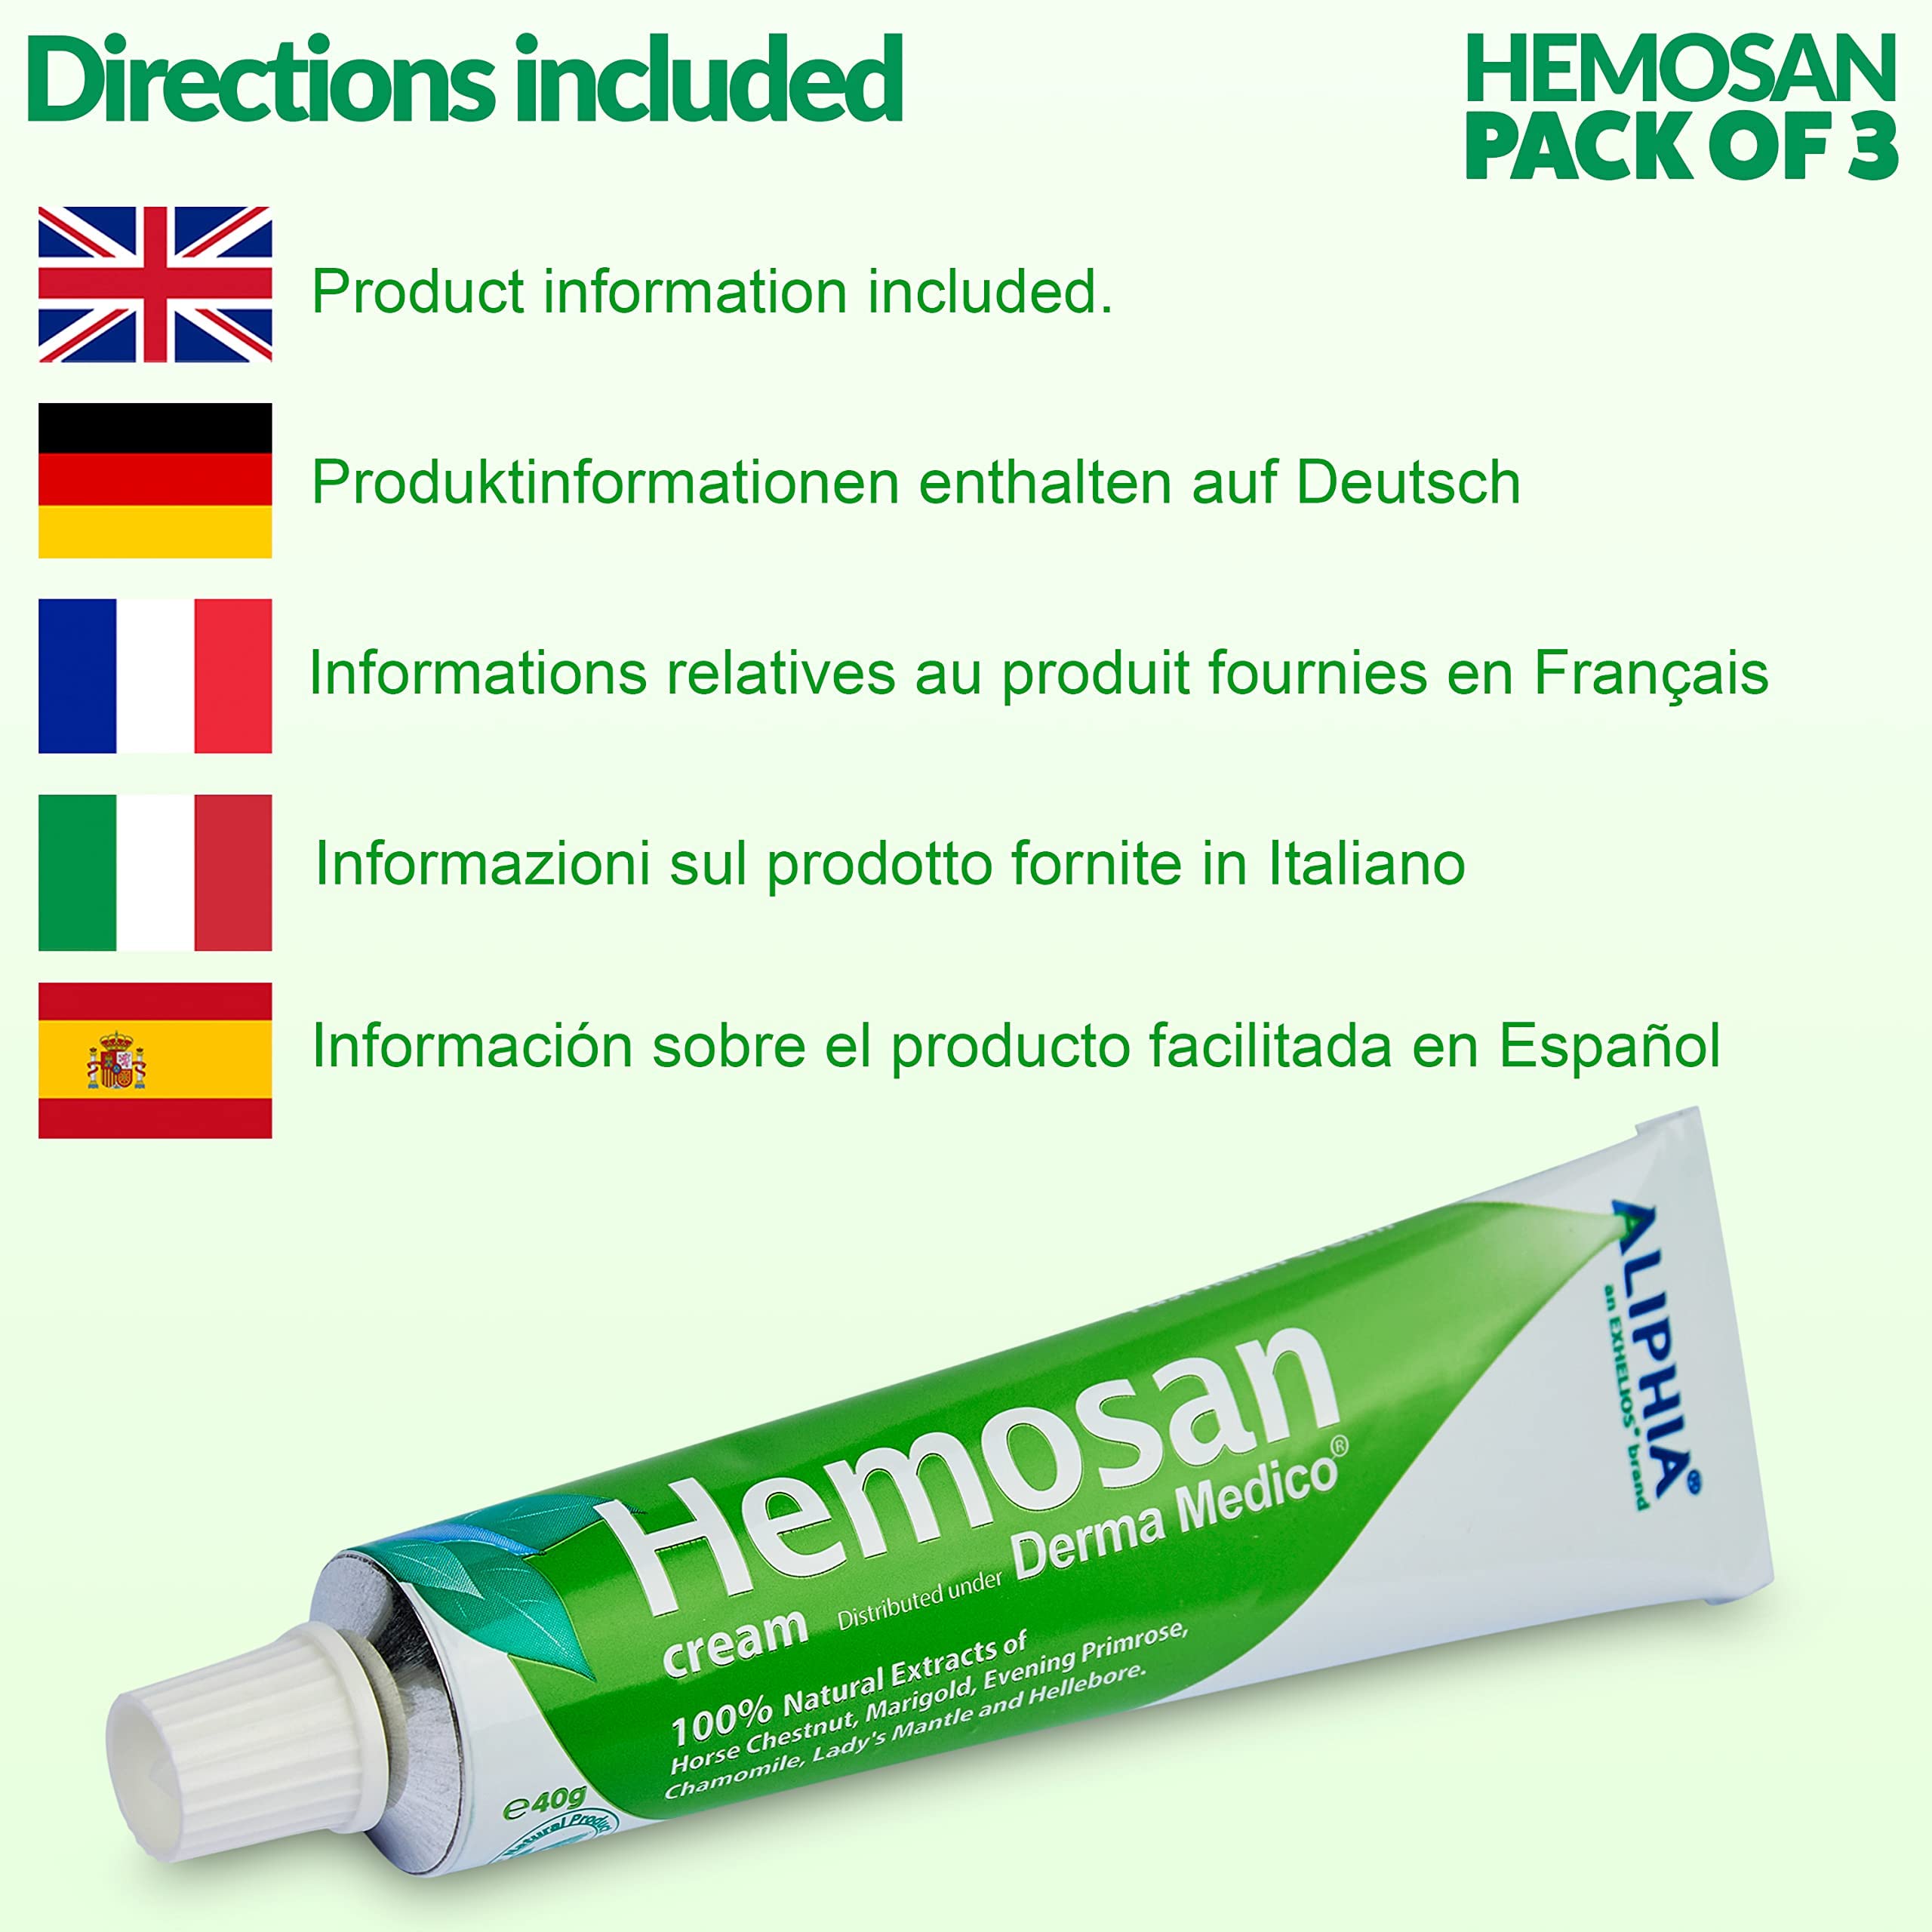 Directions included
HEMOSAN
PACK OF 3
Product information included.
Produktinformationen enthalten auf Deutsch
Informations relatives au produit fournies en Français
Informazioni sul prodotto fornite in Italiano
Información sobre el producto facilitada en Español
ALIPHIA®
an EXHELIOS® brand
Hemosan
cream Distributed under Derma Medico®
100% Natural Extracts of
Horse Chestnut, Marigold, Evening Primrose,
Chamomile, Lady's Mantle and Hellebore.
℮40g
Natural Product